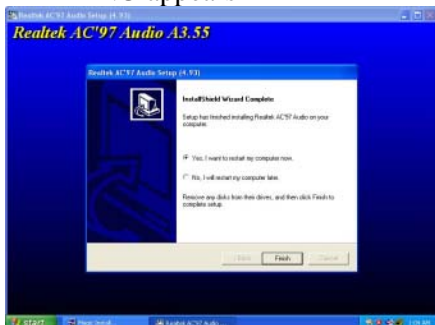 Realtek AC'97 Audio Setup (4.93)
Realtek AC'97 Audio A3.55
Realtek AC'97 Audio Setup (4.93)
InstallShield Wizard Complete
Setup has finished installing Realtek AC'97 Audio on your
computer.
Yes, I want to restart my computer now.
No, I will restart my computer later.
Remove any disks from their drives, and then click Finish to
complete setup.
< Back
Finish
Cancel
start
Realtek AC'97 Audio